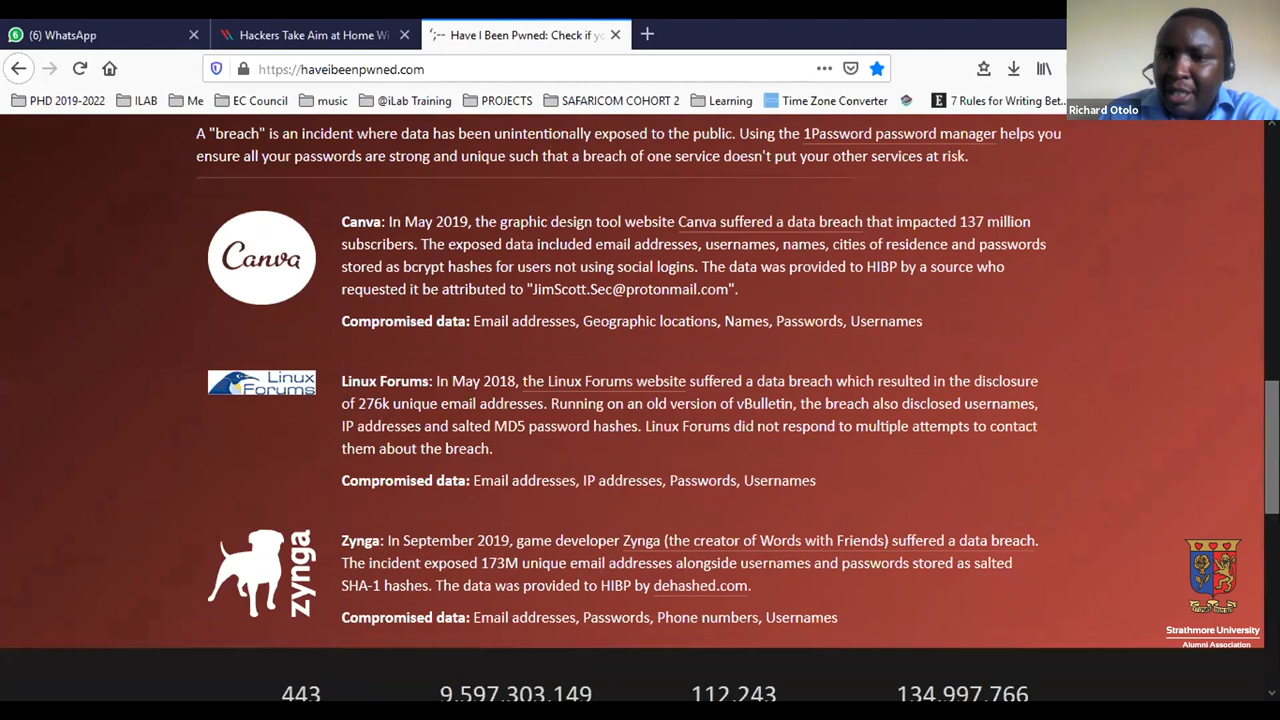 (6) WhatsApp
Hackers Take Aim at Home Wi
Have I Been Pwned: Check if yo
https://haveibeenpwned.com
PHD 2019-2022
ILAB
Me
EC Council
music
@iLab Training
PROJECTS
SAFARICOM COHORT 2
Learning
Time Zone Converter
7 Rules for Writing Bet...
Richard Otolo
A "breach" is an incident where data has been unintentionally exposed to the public. Using the 1Password password manager helps you
ensure all your passwords are strong and unique such that a breach of one service doesn't put your other services at risk.
Canva
Canva: In May 2019, the graphic design tool website Canva suffered a data breach that impacted 137 million
subscribers. The exposed data included email addresses, usernames, names, cities of residence and passwords
stored as bcrypt hashes for users not using social logins. The data was provided to HIBP by a source who
requested it be attributed to "JimScott.Sec@protonmail.com".
Compromised data: Email addresses, Geographic locations, Names, Passwords, Usernames
Linux
Forums
Linux Forums: In May 2018, the Linux Forums website suffered a data breach which resulted in the disclosure
of 276k unique email addresses. Running on an old version of vBulletin, the breach also disclosed usernames,
IP addresses and salted MD5 password hashes. Linux Forums did not respond to multiple attempts to contact
them about the breach.
Compromised data: Email addresses, IP addresses, Passwords, Usernames
zynga
Zynga: In September 2019, game developer Zynga (the creator of Words with Friends) suffered a data breach.
The incident exposed 173M unique email addresses alongside usernames and passwords stored as salted
SHA-1 hashes. The data was provided to HIBP by dehashed.com.
Compromised data: Email addresses, Passwords, Phone numbers, Usernames
Strathmore University
Alumni Association
443
9,597,303,149
112,243
134,997,766